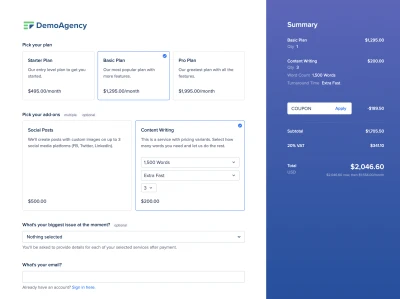 DemoAgency
Pick your plan
Starter Plan
Our entry level plan to get you
started.
$495.00/month
Basic Plan
Our most popular plan with
more features.
$1,295.00/month
Pro Plan
Our greatest plan with all the
features.
$1,995.00/month
Pick your add-ons multiple optional
Social Posts
We'll create posts with custom images on up to 3
social media platforms (FB, Twitter, LinkedIn).
$500.00
Content Writing
This is a service with pricing variants. Select how
many words you need and let us do the rest.
1,500 Words
Extra Fast
3
$200.00
What's your biggest issue at the moment? optional
Nothing selected
You'll be asked to provide details for each of your selected services after payment.
What's your email?
Already have an account? Sign in here.
Summary
Basic Plan $1,295.00
Qty: 1
Content Writing $200.00
Qty: 3
Word Count: 1,500 Words
Turnaround Time: Extra Fast
COUPON Apply
Subtotal $1,705.50
20% VAT $341.10
Total $2,046.60
USD